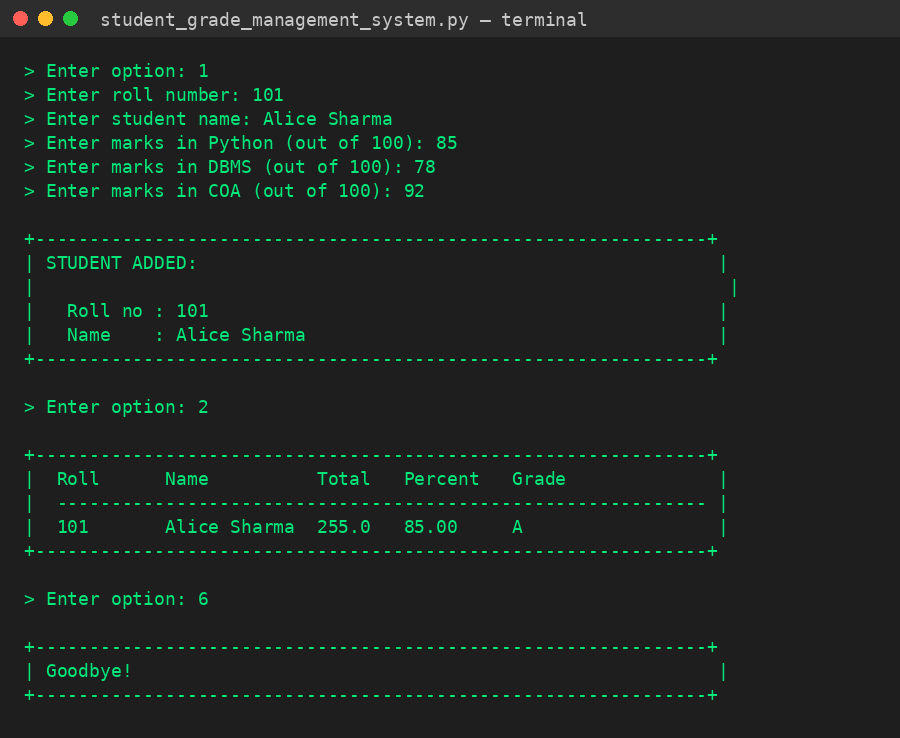 student_grade_management_system.py — terminal
> Enter option: 1
> Enter roll number: 101
> Enter student name: Alice Sharma
> Enter marks in Python (out of 100): 85
> Enter marks in DBMS (out of 100): 78
> Enter marks in COA (out of 100): 92
+--------------------------------------------------------------+
| STUDENT ADDED:                                                |
|                                                                |
|   Roll no : 101                                               |
|   Name    : Alice Sharma                                      |
+--------------------------------------------------------------+
> Enter option: 2
+--------------------------------------------------------------+
|  Roll      Name          Total   Percent   Grade              |
|  ------------------------------------------------------------ |
|  101       Alice Sharma  255.0   85.00     A                  |
+--------------------------------------------------------------+
> Enter option: 6
+--------------------------------------------------------------+
| Goodbye!                                                      |
+--------------------------------------------------------------+